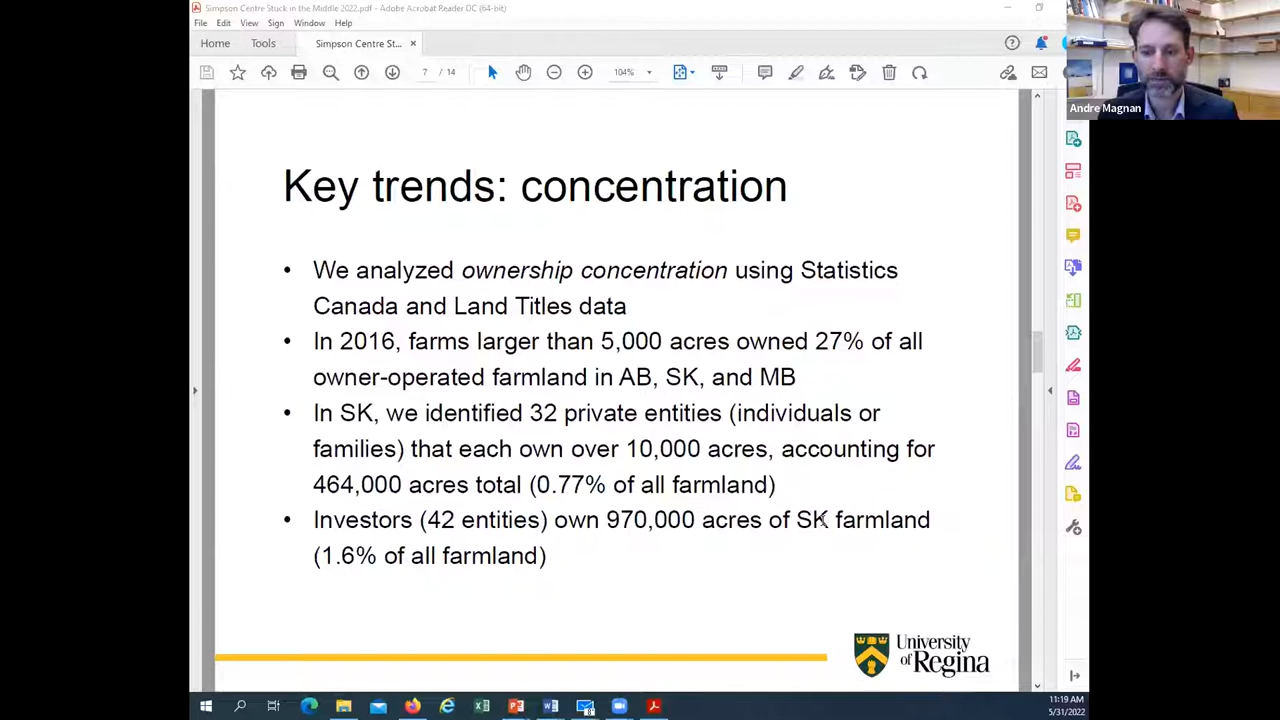 Simpson Centre Stuck in the Middle 2022.pdf - Adobe Acrobat Reader DC (64-bit)
File Edit View Sign Window Help
Home Tools Simpson Centre St... ×
7 / 14 104%
Andre Magnan
Key trends: concentration
• We analyzed ownership concentration using Statistics
Canada and Land Titles data
• In 2016, farms larger than 5,000 acres owned 27% of all
owner-operated farmland in AB, SK, and MB
• In SK, we identified 32 private entities (individuals or
families) that each own over 10,000 acres, accounting for
464,000 acres total (0.77% of all farmland)
• Investors (42 entities) own 970,000 acres of SK farmland
(1.6% of all farmland)
University
of Regina
11:19 AM
5/31/2022